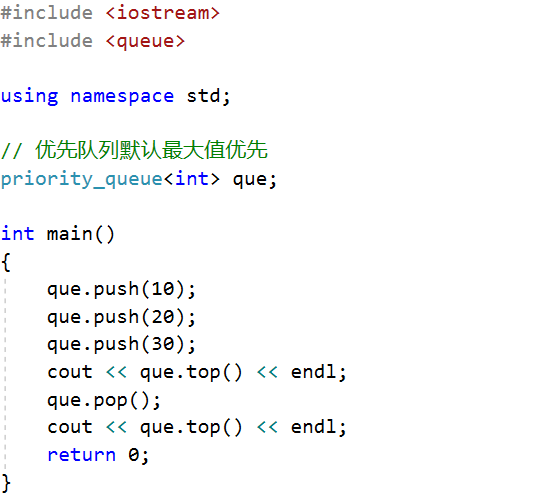 #include <iostream>
#include <queue>
using namespace std;
// 优先队列默认最大值优先
priority_queue<int> que;
int main()
{
    que.push(10);
    que.push(20);
    que.push(30);
    cout << que.top() << endl;
    que.pop();
    cout << que.top() << endl;
    return 0;
}